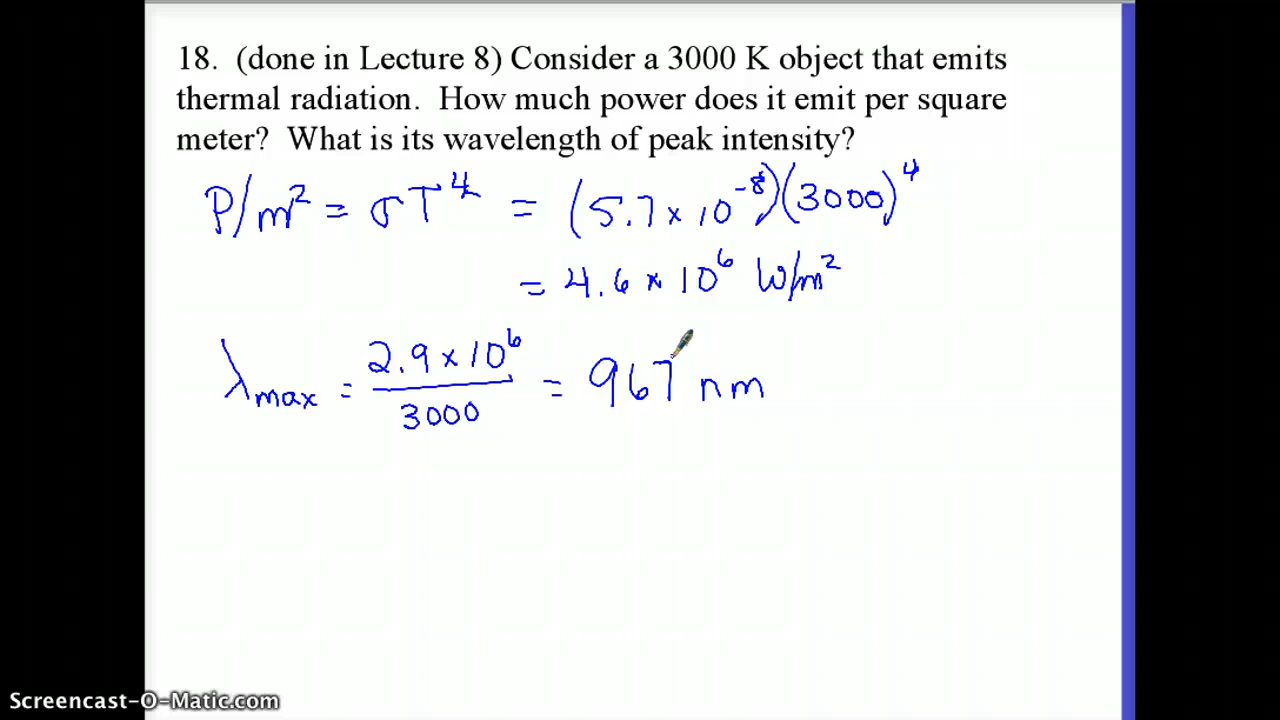 18. (done in Lecture 8) Consider a 3000 K object that emits
thermal radiation. How much power does it emit per square
meter? What is its wavelength of peak intensity?
P/m² = σT⁴ = (5.7 × 10⁻⁸)(3000)⁴
= 4.6 × 10⁶ W/m²
λmax = 2.9 × 10⁶ / 3000 = 967 nm
Screencast-O-Matic.com